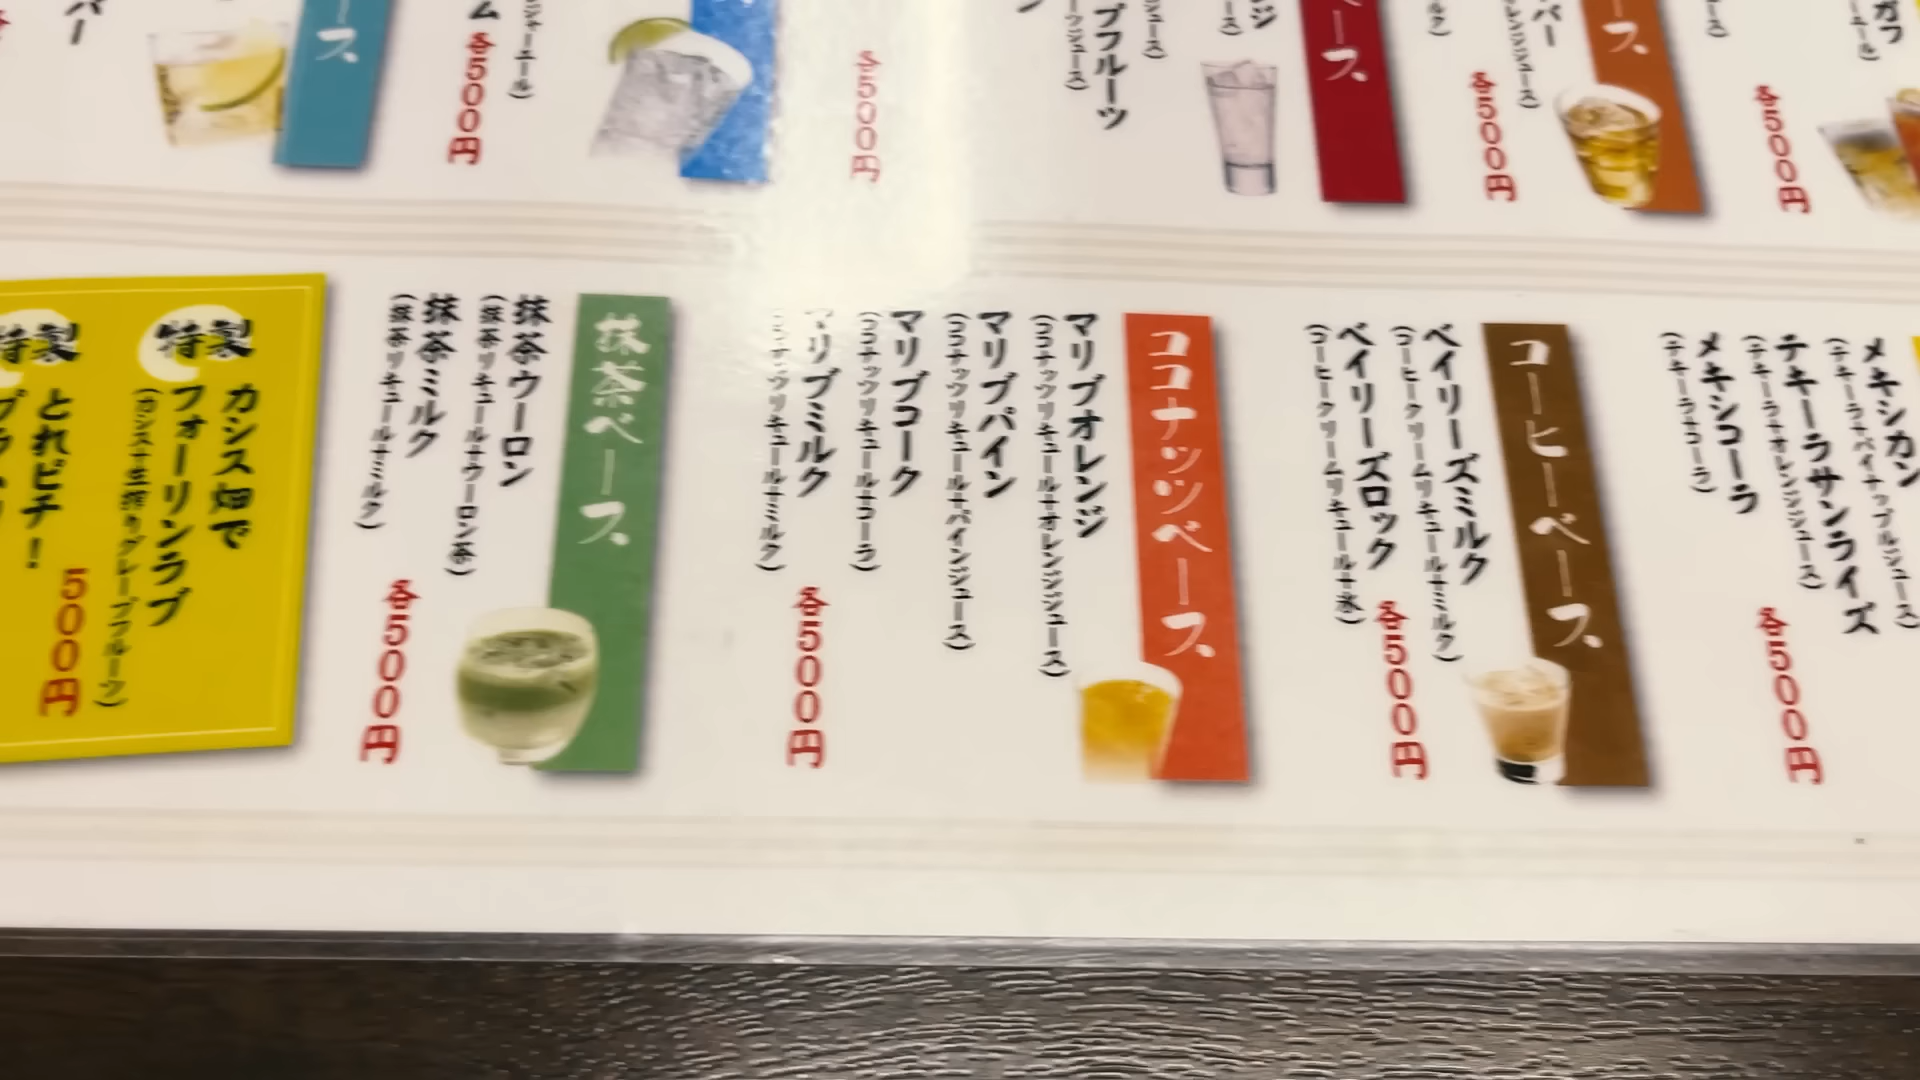 ース
各500円
ース
ジャーエール)
ム
各500円
各500円
ース
プフルーツ
ース
各500円
各500円
メキシカン
(テキーラ+パイナップルジュース)
テキーラサンライズ
(テキーラ+オレンジジュース)
メキシコーラ
(テキーラ+コーラ)
各500円
コーヒーベース
ベイリーズミルク
(コーヒークリームリキュール+ミルク)
ベイリーズロック
(コーヒークリームリキュール+氷)
各500円
ココナッツベース
マリブオレンジ
(ココナッツリキュール+オレンジジュース)
マリブパイン
(ココナッツリキュール+パインジュース)
マリブコーク
(ココナッツリキュール+コーラ)
マリブミルク
(ココナッツリキュール+ミルク)
各500円
抹茶ベース
抹茶ウーロン
(抹茶リキュール+ウーロン茶)
抹茶ミルク
(抹茶リキュール+ミルク)
各500円
特製
カシス畑で
フォーリンラブ
(カシス+生搾りグレープフルーツ)
500円
特製
とれピチ!